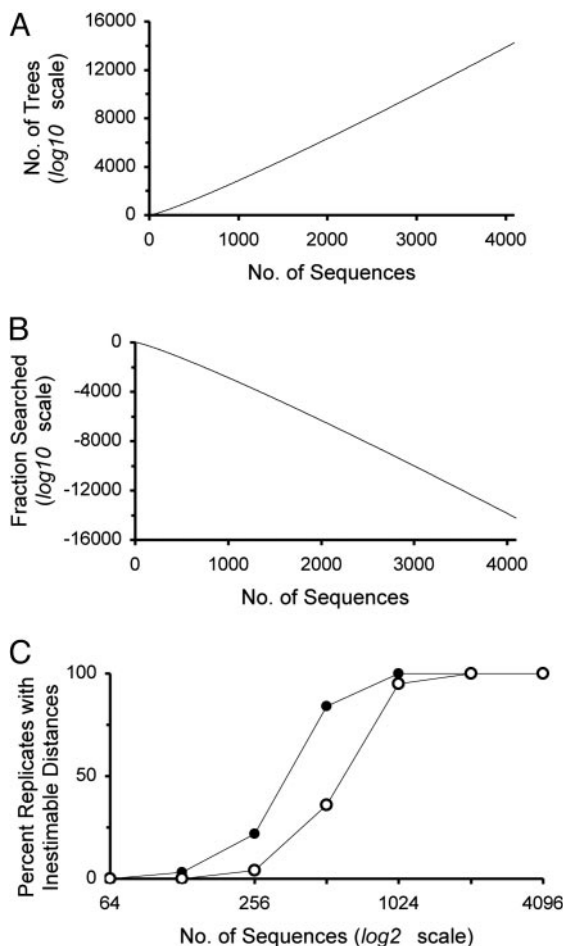 A
No. of Trees
(log10 scale)
16000
12000
8000
4000
0
0 1000 2000 3000 4000
No. of Sequences
B
Fraction Searched
(log10 scale)
0
-4000
-8000
-12000
-16000
0 1000 2000 3000 4000
No. of Sequences
C
Percent Replicates with
Inestimable Distances
100
50
0
64 256 1024 4096
No. of Sequences (log2 scale)